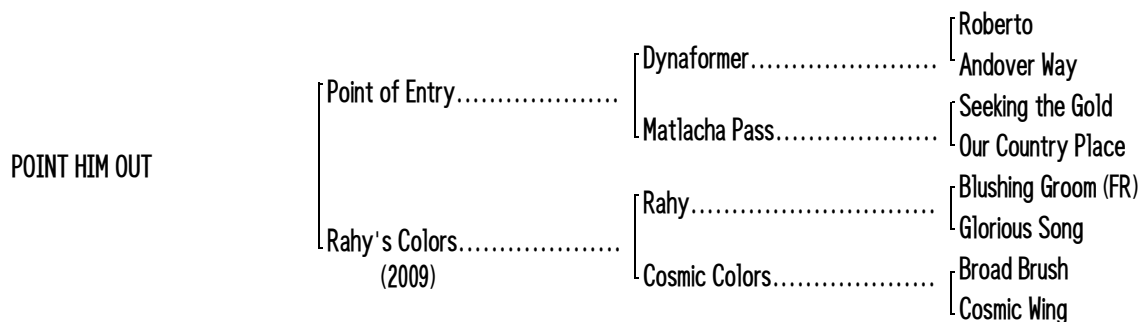 Roberto
Dynaformer.......................
Andover Way
Point of Entry....................
Seeking the Gold
Matlacha Pass....................
Our Country Place
POINT HIM OUT
Blushing Groom (FR)
Rahy..............................
Glorious Song
Rahy's Colors....................
(2009)
Broad Brush
Cosmic Colors....................
Cosmic Wing